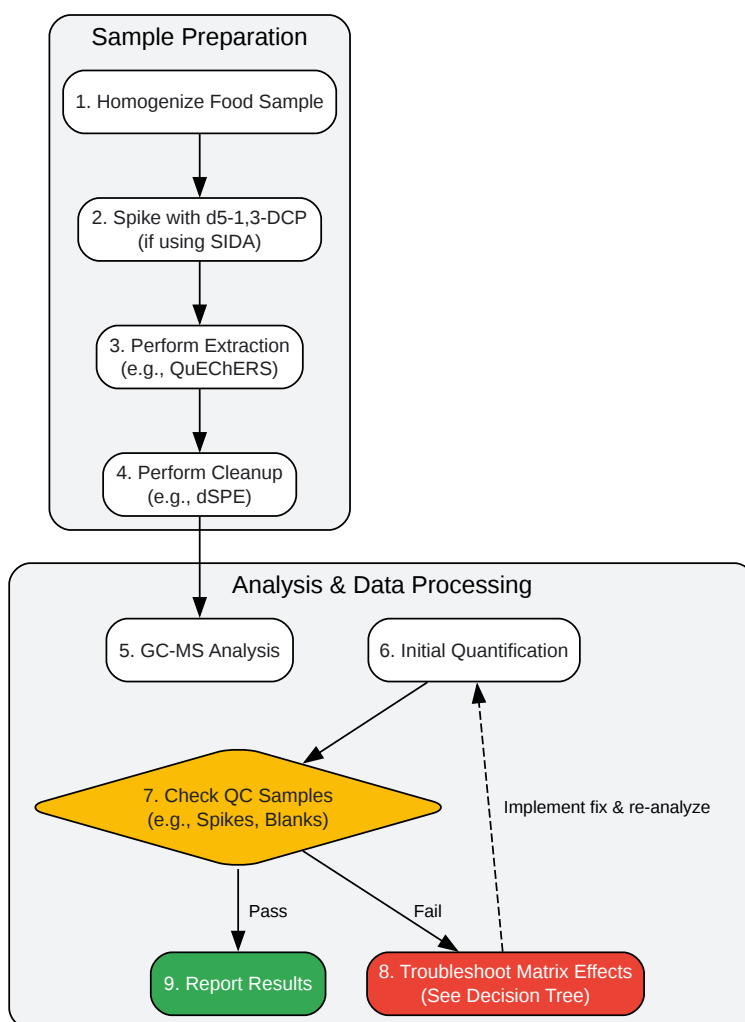 Sample Preparation
1. Homogenize Food Sample
2. Spike with d5-1,3-DCP
(if using SIDA)
3. Perform Extraction
(e.g., QuEChERS)
4. Perform Cleanup
(e.g., dSPE)
Analysis & Data Processing
5. GC-MS Analysis
6. Initial Quantification
7. Check QC Samples
(e.g., Spikes, Blanks)
Implement fix & re-analyze
Pass
Fail
9. Report Results
8. Troubleshoot Matrix Effects
(See Decision Tree)